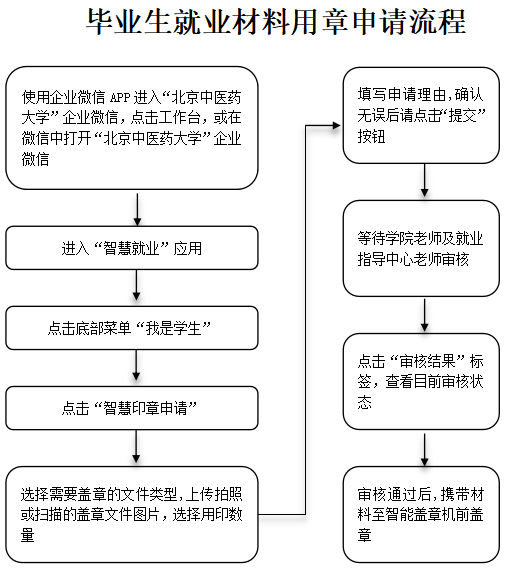 毕业生就业材料用章申请流程
使用企业微信 APP 进入“北京中医药
大学”企业微信，点击工作台，或在
微信中打开“北京中医药大学”企业
微信
进入“智慧就业”应用
点击底部菜单“我是学生”
点击“智慧印章申请”
选择需要盖章的文件类型，上传拍照
或扫描的盖章文件图片，选择用印数
量
填写申请理由，确认
无误后请点击“提交”
按钮
等待学院老师及就业
指导中心老师审核
点击“审核结果”标
签，查看目前审核状
态
审核通过后，携带材
料至智能盖章机前盖
章